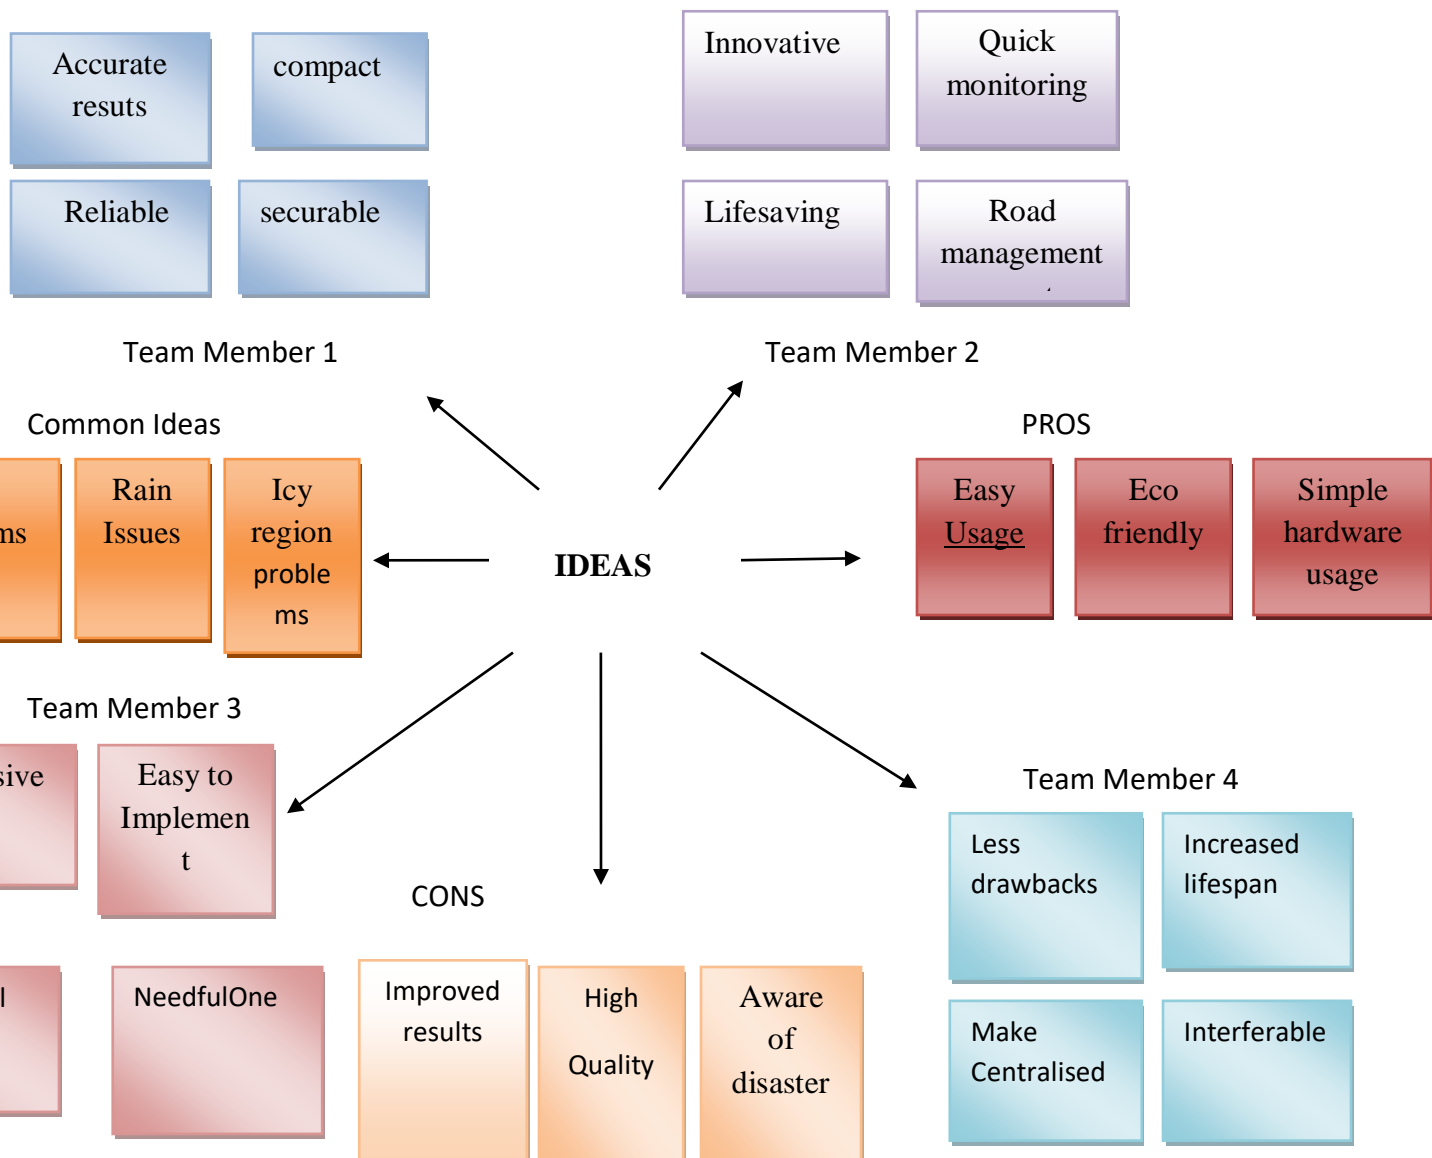 Accurate
resuts
compact
Reliable
securable
Innovative
Quick
monitoring
Lifesaving
Road
management
Team Member 1
Team Member 2
Common Ideas
PROS
ms
Rain
Issues
Icy
region
proble
ms
IDEAS
Easy
Usage
Eco
friendly
Simple
hardware
usage
Team Member 3
sive
Easy to
Implemen
t
NeedfulOne
CONS
Improved
results
High
Quality
Aware
of
disaster
Team Member 4
Less
drawbacks
Increased
lifespan
Make
Centralised
Interferable